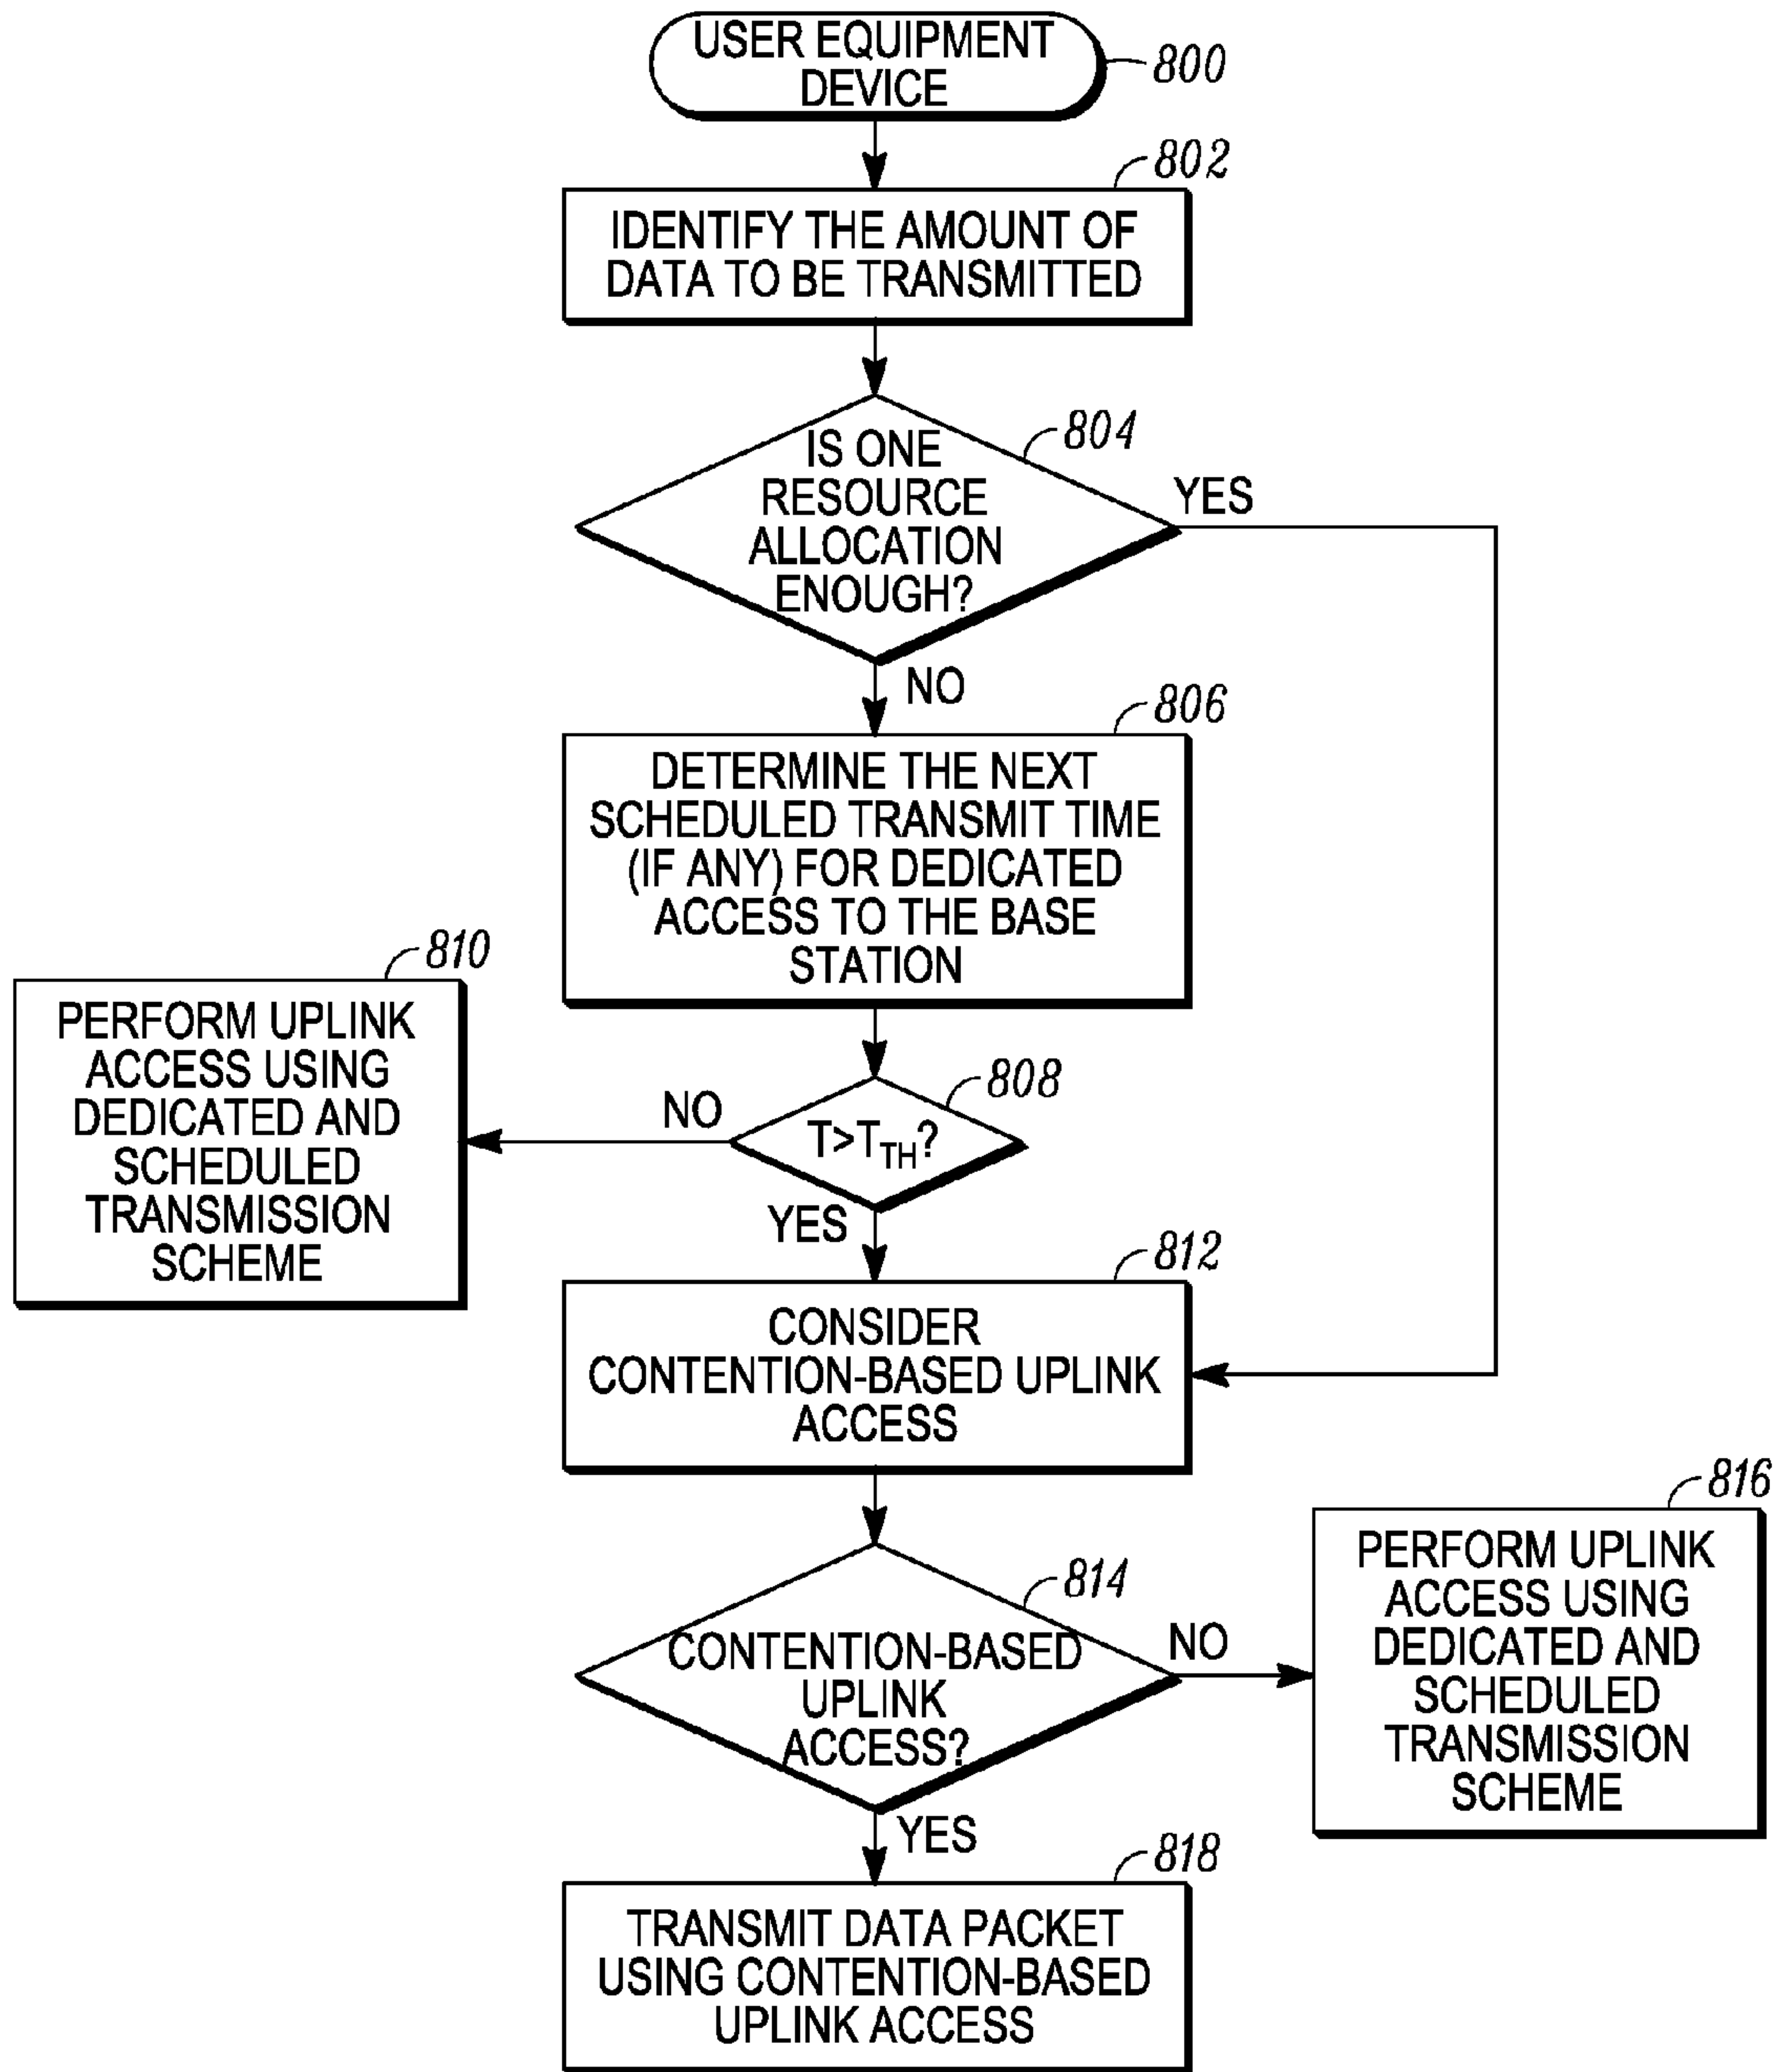 USER EQUIPMENT
DEVICE
800
802
IDENTIFY THE AMOUNT OF
DATA TO BE TRANSMITTED
804
IS ONE
RESOURCE
ALLOCATION
ENOUGH?
YES
NO
806
DETERMINE THE NEXT
SCHEDULED TRANSMIT TIME
(IF ANY) FOR DEDICATED
ACCESS TO THE BASE
STATION
810
PERFORM UPLINK
ACCESS USING
DEDICATED AND
SCHEDULED
TRANSMISSION
SCHEME
808
NO
T>TTH?
YES
812
CONSIDER
CONTENTION-BASED UPLINK
ACCESS
814
CONTENTION-BASED
UPLINK
ACCESS?
NO
816
PERFORM UPLINK
ACCESS USING
DEDICATED AND
SCHEDULED
TRANSMISSION
SCHEME
YES
818
TRANSMIT DATA PACKET
USING CONTENTION-BASED
UPLINK ACCESS